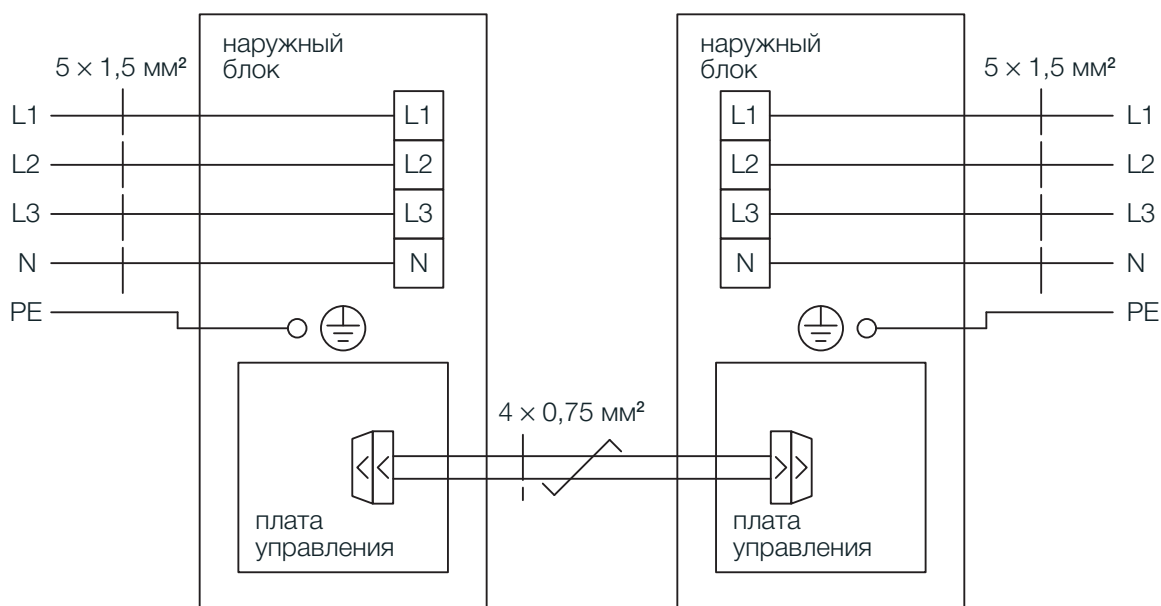 наружный
блок
наружный
блок
5 × 1,5 мм²
5 × 1,5 мм²
L1 L1 L1 L1
L2 L2 L2 L2
L3 L3 L3 L3
N N N N
PE PE
4 × 0,75 мм²
плата
управления
плата
управления